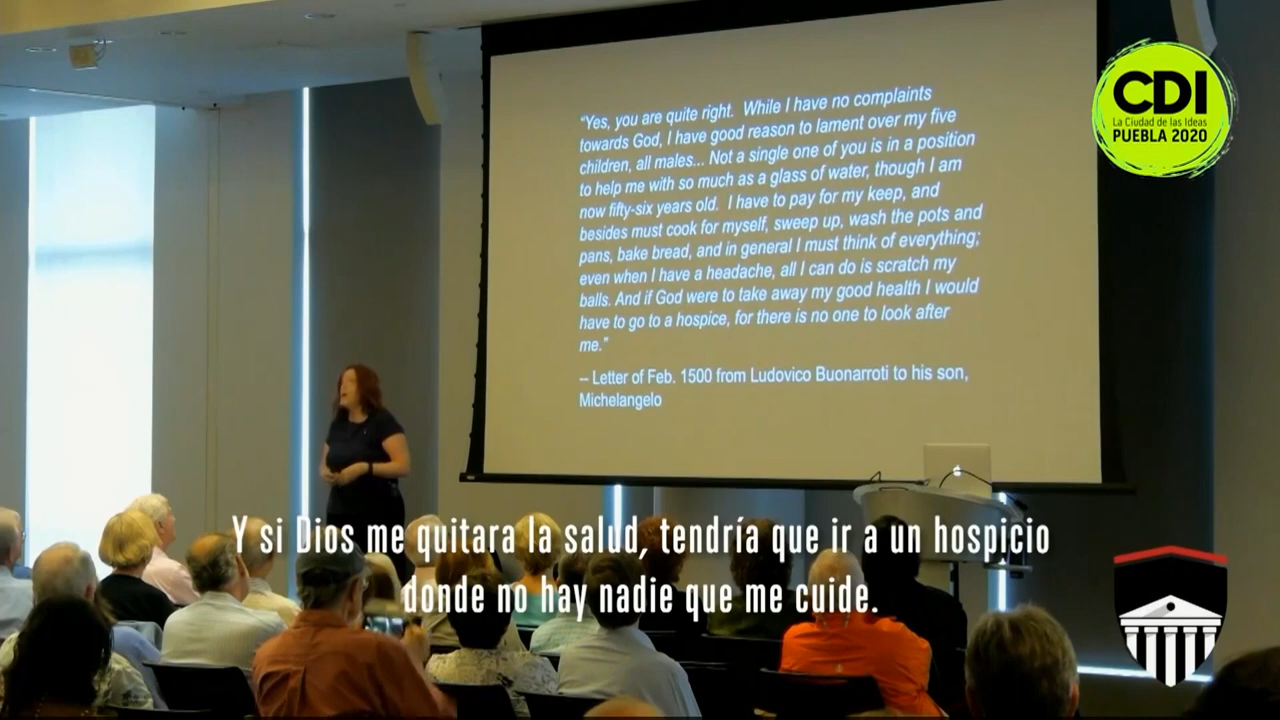 "Yes, you are quite right. While I have no complaints
towards God, I have good reason to lament over my five
children, all males... Not a single one of you is in a position
to help me with so much as a glass of water, though I am
now fifty-six years old. I have to pay for my keep, and
besides must cook for myself, sweep up, wash the pots and
pans, bake bread, and in general I must think of everything;
even when I have a headache, all I can do is scratch my
balls. And if God were to take away my good health I would
have to go to a hospice, for there is no one to look after
me."
-- Letter of Feb. 1500 from Ludovico Buonarroti to his son,
Michelangelo
CDI
La Ciudad de las Ideas
PUEBLA 2020
Y si Dios me quitara la salud, tendría que ir a un hospicio
donde no hay nadie que me cuide.